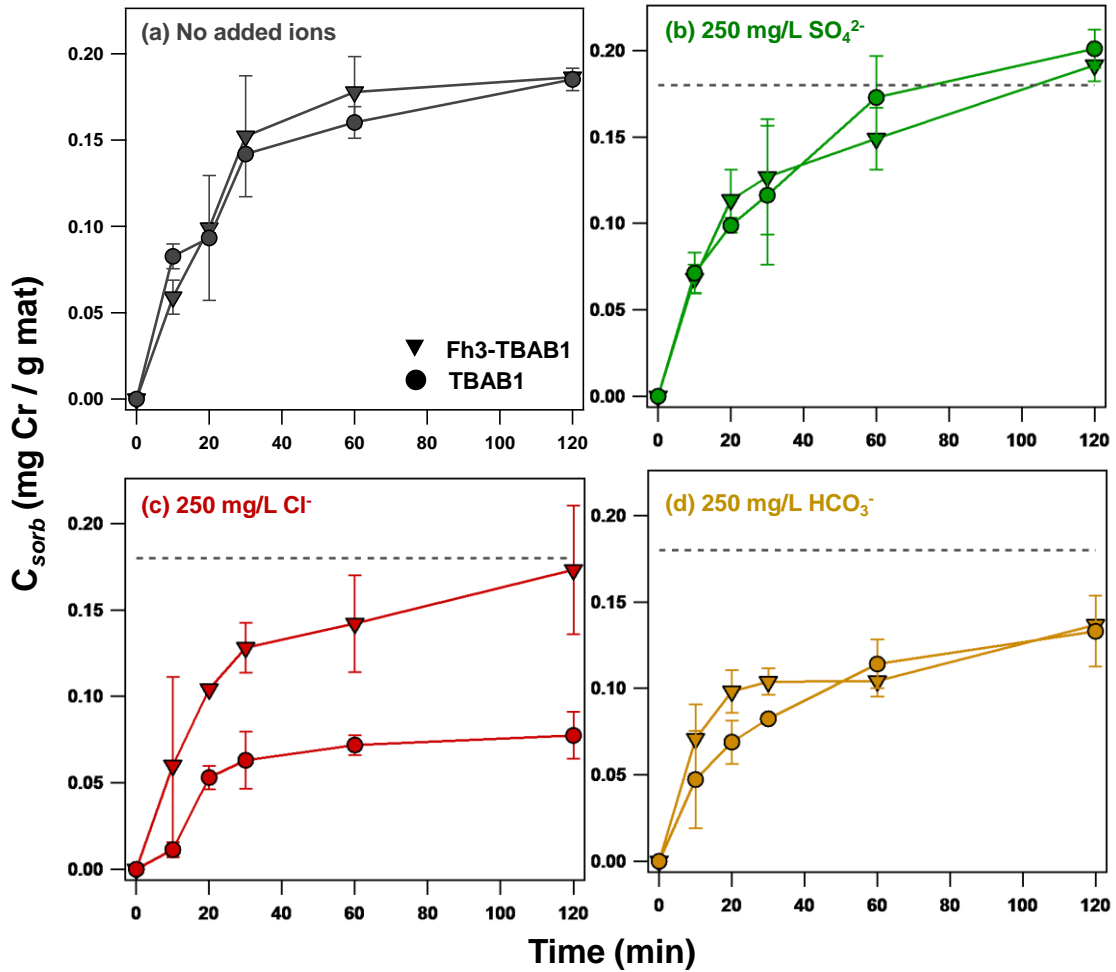 (a) No added ions
0.20
0.15
0.10
0.05
0.00
Fh3-TBAB1
TBAB1
0 20 40 60 80 100 120
(b) 250 mg/L SO₄²⁻
0.20
0.15
0.10
0.05
0.00
0 20 40 60 80 100 120
(c) 250 mg/L Cl⁻
0.20
0.15
0.10
0.05
0.00
0 20 40 60 80 100 120
(d) 250 mg/L HCO₃⁻
0.20
0.15
0.10
0.05
0.00
0 20 40 60 80 100 120
C_sorb (mg Cr / g mat)
Time (min)